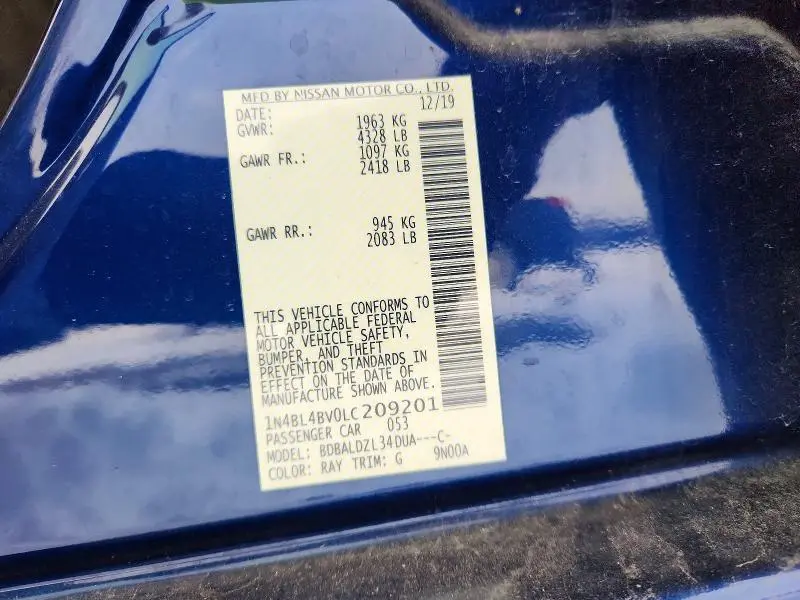 MFD BY NISSAN MOTOR CO., LTD.
DATE: 12/19
GVWR: 1963 KG
4328 LB
GAWR FR.: 1097 KG
2418 LB
GAWR RR.: 945 KG
2083 LB
THIS VEHICLE CONFORMS TO
ALL APPLICABLE FEDERAL
MOTOR VEHICLE SAFETY,
BUMPER, AND THEFT
PREVENTION STANDARDS IN
EFFECT ON THE DATE OF
MANUFACTURE SHOWN ABOVE.
1N4BL4BV0LC209201
PASSENGER CAR 053
MODEL: BDBALDZL34DUA---C-
COLOR: RAY TRIM: G 9N00A